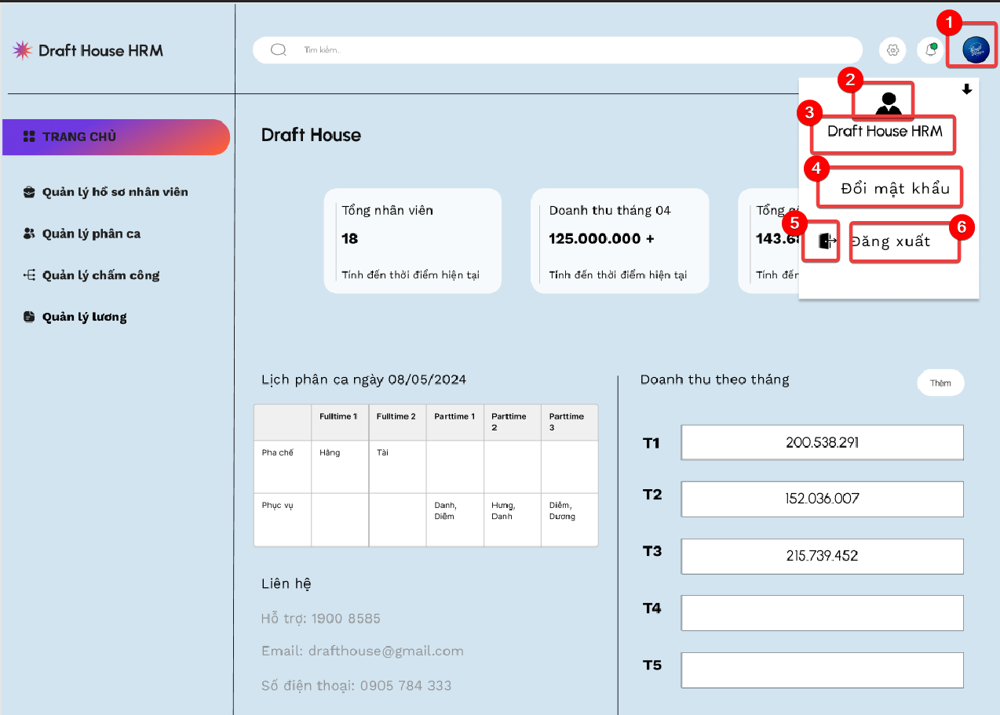 1
Draft House HRM
Tìm kiếm..
2
3
Draft House HRM
TRANG CHỦ
Draft House
4
Đổi mật khẩu
Quản lý hồ sơ nhân viên
Quản lý phân ca
Quản lý chấm công
Quản lý lương
Tổng nhân viên
18
Tính đến thời điểm hiện tại
Doanh thu tháng 04
125.000.000 +
Tính đến thời điểm hiện tại
Tổng
143.68
Tính đến
5
6
Đăng xuất
Lịch phân ca ngày 08/05/2024
Fulltime 1 Fulltime 2 Parttime 1 Parttime 2 Parttime 3
Pha chế Hằng Tài
Phục vụ Danh, Diễm Hưng, Danh Diễm, Dương
Liên hệ
Hỗ trợ: 1900 8585
Email: drafthouse@gmail.com
Số điện thoại: 0905 784 333
Doanh thu theo tháng
Thêm
T1 200.538.291
T2 152.036.007
T3 215.739.452
T4
T5